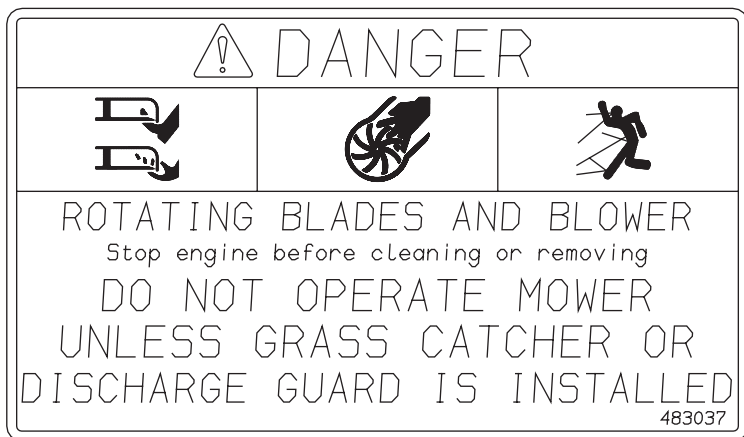 DANGER
ROTATING BLADES AND BLOWER
Stop engine before cleaning or removing
DO NOT OPERATE MOWER
UNLESS GRASS CATCHER OR
DISCHARGE GUARD IS INSTALLED
483037